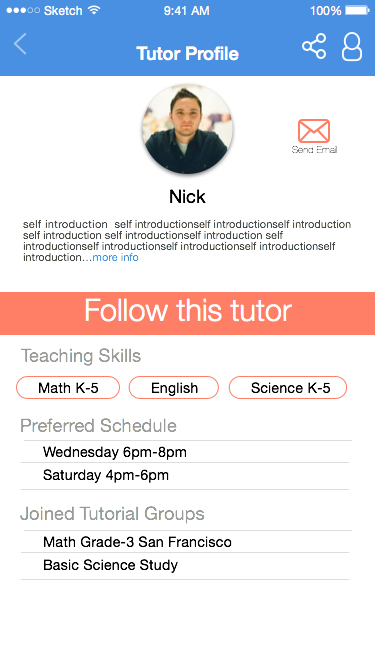 Sketch 9:41 AM 100%
Tutor Profile
Send Email
Nick
self introduction self introductionself introductionself introduction
self introduction self introductionself introduction self
introductionself introductionself introductionself introductionself
introduction...more info
Follow this tutor
Teaching Skills
Math K-5 English Science K-5
Preferred Schedule
Wednesday 6pm-8pm
Saturday 4pm-6pm
Joined Tutorial Groups
Math Grade-3 San Francisco
Basic Science Study